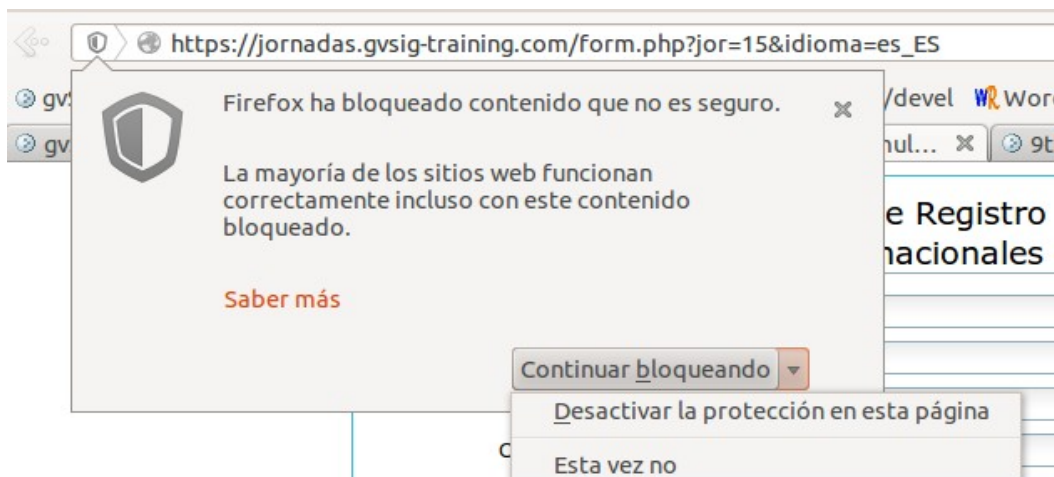 https://jornadas.gvsig-training.com/form.php?jor=15&idioma=es_ES
Firefox ha bloqueado contenido que no es seguro.
/devel
La mayoría de los sitios web funcionan
correctamente incluso con este contenido
bloqueado.
e Registro
nacionales
Saber más
Continuar bloqueando
Desactivar la protección en esta página
Esta vez no